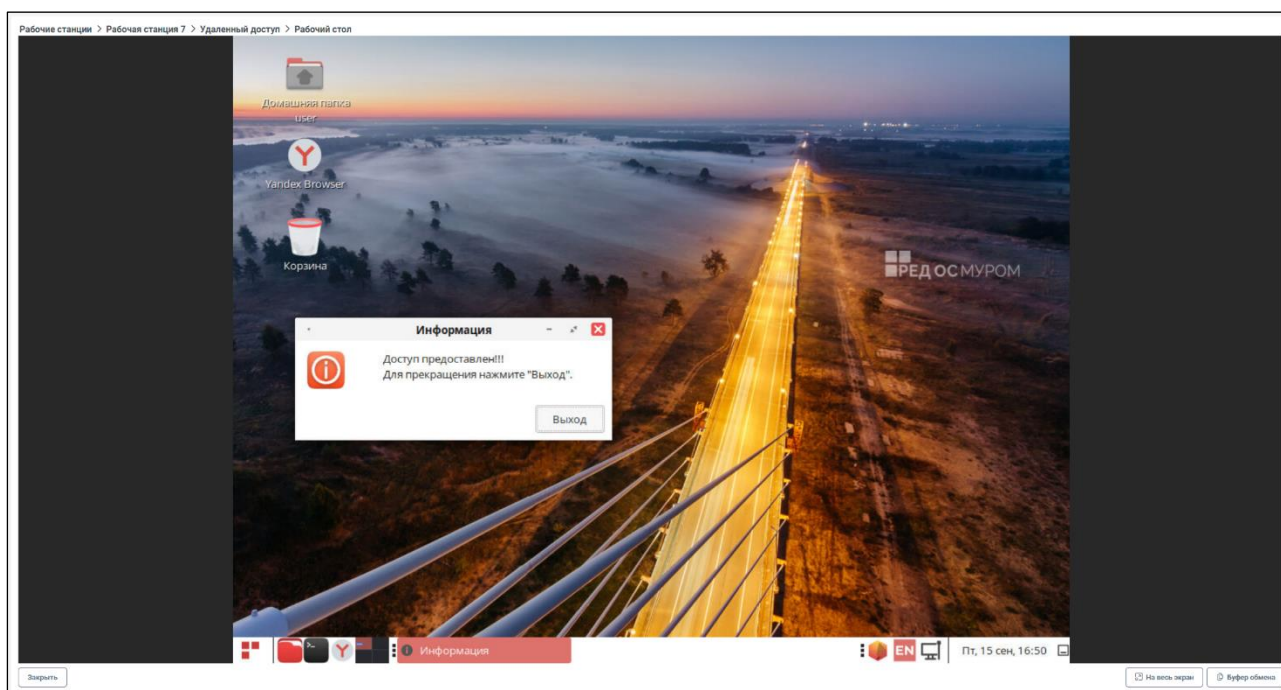 Рабочие станции > Рабочая станция 7 > Удаленный доступ > Рабочий стол
Домашняя папка
user
Yandex Browser
Корзина
РЕД ОС МУРОМ
Информация
Доступ предоставлен!!!
Для прекращения нажмите "Выход".
Выход
Информация
EN
Пт, 15 сен, 16:50
Закрыть
На весь экран
Буфер обмена